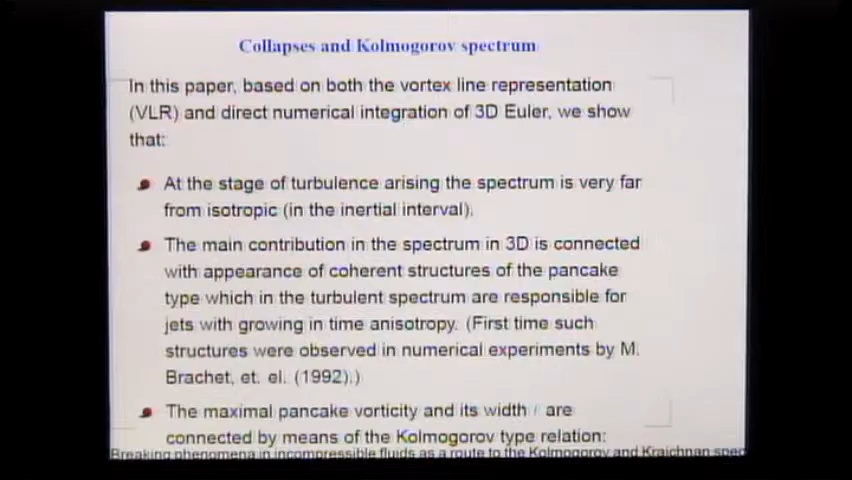 Collapses and Kolmogorov spectrum
In this paper, based on both the vortex line representation
(VLR) and direct numerical integration of 3D Euler, we show
that:
At the stage of turbulence arising the spectrum is very far
from isotropic (in the inertial interval).
The main contribution in the spectrum in 3D is connected
with appearance of coherent structures of the pancake
type which in the turbulent spectrum are responsible for
jets with growing in time anisotropy. (First time such
structures were observed in numerical experiments by M.
Brachet, et. el. (1992).)
The maximal pancake vorticity and its width are
connected by means of the Kolmogorov type relation:
Breaking phenomena in incompressible fluids as a route to the Kolmogorov and Kraichnan spec